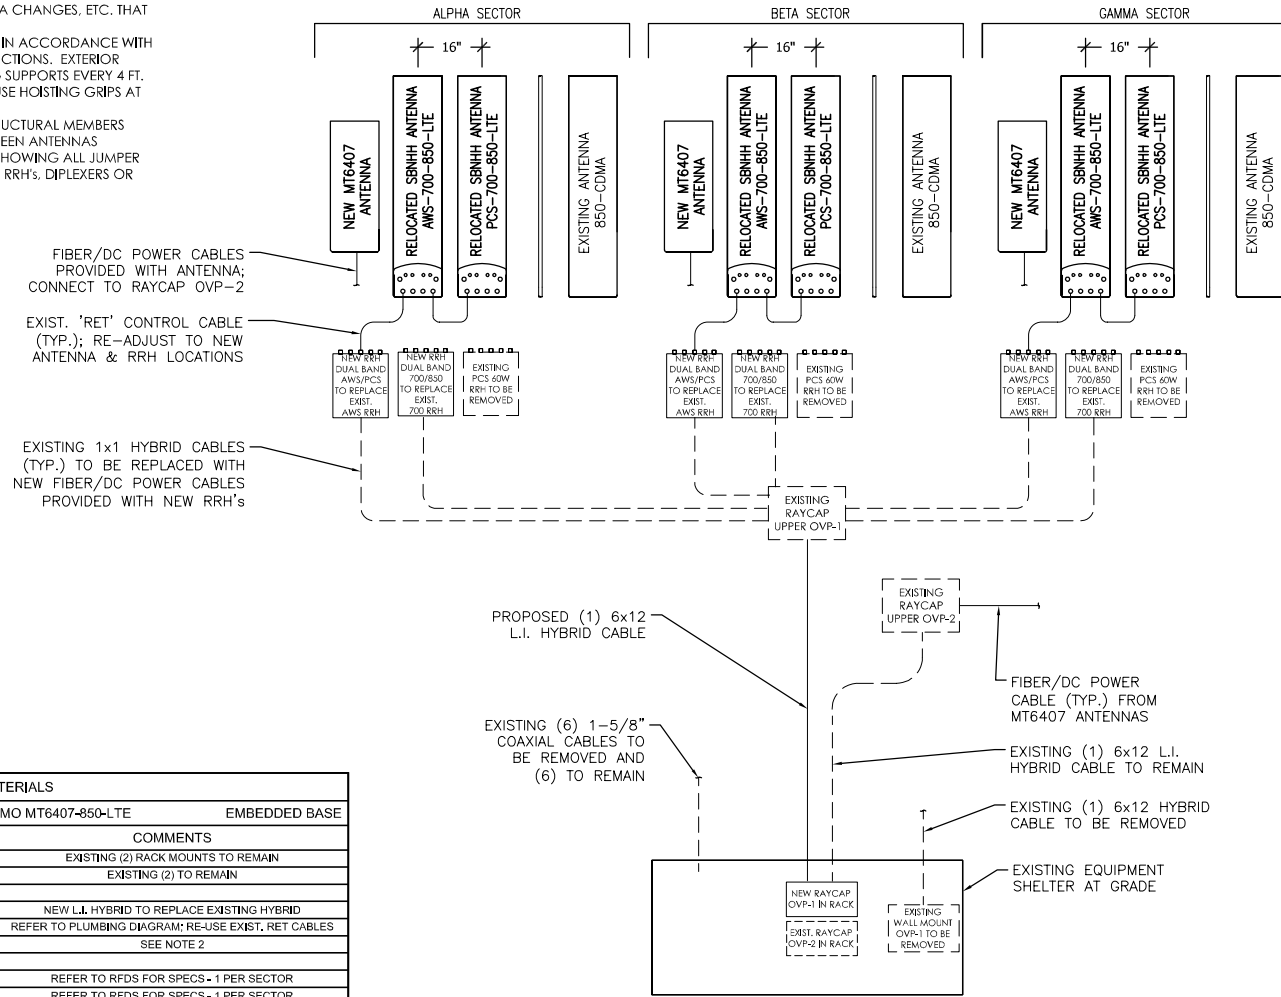 A CHANGES, ETC. THAT
IN ACCORDANCE WITH
CTIONS. EXTERIOR
SUPPORTS EVERY 4 FT.
USE HOISTING GRIPS AT
UCTURAL MEMBERS
EEN ANTENNAS
HOWING ALL JUMPER
RRH's, DIPLEXERS OR
ALPHA SECTOR
16"
NEW MT6407
ANTENNA
RELOCATED SBNHH ANTENNA
AWS-700-850-LTE
RELOCATED SBNHH ANTENNA
PCS-700-850-LTE
EXISTING ANTENNA
850-CDMA
BETA SECTOR
16"
NEW MT6407
ANTENNA
RELOCATED SBNHH ANTENNA
AWS-700-850-LTE
RELOCATED SBNHH ANTENNA
PCS-700-850-LTE
EXISTING ANTENNA
850-CDMA
GAMMA SECTOR
16"
NEW MT6407
ANTENNA
RELOCATED SBNHH ANTENNA
AWS-700-850-LTE
RELOCATED SBNHH ANTENNA
PCS-700-850-LTE
EXISTING ANTENNA
850-CDMA
FIBER/DC POWER CABLES
PROVIDED WITH ANTENNA;
CONNECT TO RAYCAP OVP-2
EXIST. 'RET' CONTROL CABLE
(TYP.); RE-ADJUST TO NEW
ANTENNA & RRH LOCATIONS
NEW RRH
DUAL BAND
AWS/PCS
TO REPLACE
EXIST.
AWS RRH
NEW RRH
DUAL BAND
700/850
TO REPLACE
EXIST.
700 RRH
EXISTING
PCS 60W
RRH TO BE
REMOVED
NEW RRH
DUAL BAND
AWS/PCS
TO REPLACE
EXIST.
AWS RRH
NEW RRH
DUAL BAND
700/850
TO REPLACE
EXIST.
700 RRH
EXISTING
PCS 60W
RRH TO BE
REMOVED
NEW RRH
DUAL BAND
AWS/PCS
TO REPLACE
EXIST.
AWS RRH
NEW RRH
DUAL BAND
700/850
TO REPLACE
EXIST.
700 RRH
EXISTING
PCS 60W
RRH TO BE
REMOVED
EXISTING 1x1 HYBRID CABLES
(TYP.) TO BE REPLACED WITH
NEW FIBER/DC POWER CABLES
PROVIDED WITH NEW RRH's
EXISTING
RAYCAP
UPPER OVP-1
EXISTING
RAYCAP
UPPER OVP-2
PROPOSED (1) 6x12
L.I. HYBRID CABLE
FIBER/DC POWER
CABLE (TYP.) FROM
MT6407 ANTENNAS
EXISTING (6) 1-5/8"
COAXIAL CABLES TO
BE REMOVED AND
(6) TO REMAIN
EXISTING (1) 6x12 L.I.
HYBRID CABLE TO REMAIN
EXISTING (1) 6x12 HYBRID
CABLE TO BE REMOVED
EXISTING EQUIPMENT
SHELTER AT GRADE
NEW RAYCAP
OVP-1 IN RACK
EXIST. RAYCAP
OVP-2 IN RACK
EXISTING
WALL MOUNT
OVP-1 TO BE
REMOVED
TERIALS
MO MT6407-850-LTE EMBEDDED BASE
COMMENTS
EXISTING (2) RACK MOUNTS TO REMAIN
EXISTING (2) TO REMAIN
NEW L.I. HYBRID TO REPLACE EXISTING HYBRID
REFER TO PLUMBING DIAGRAM; RE-USE EXIST. RET CABLES
SEE NOTE 2
REFER TO RFDS FOR SPECS - 1 PER SECTOR
REFER TO RFDS FOR SPECS - 1 PER SECTOR